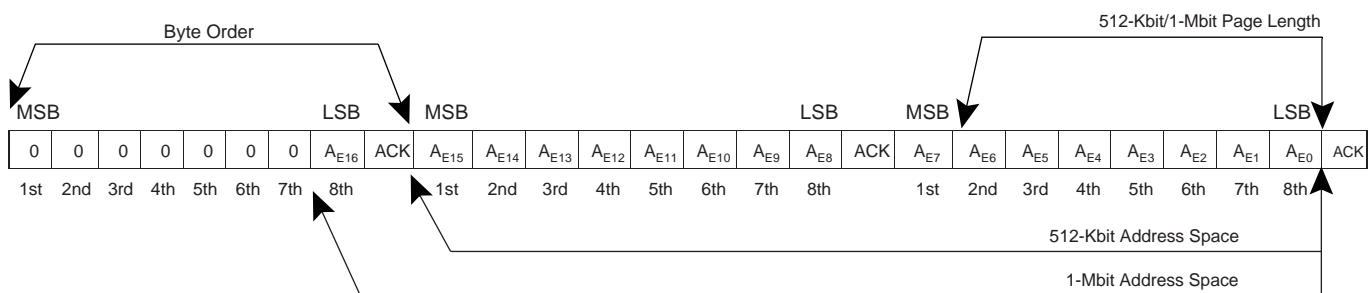 512-Kbit/1-Mbit Page Length
Byte Order
MSB LSB MSB LSB MSB LSB
0 0 0 0 0 0 0 AE16 ACK AE15 AE14 AE13 AE12 AE11 AE10 AE9 AE8 ACK AE7 AE6 AE5 AE4 AE3 AE2 AE1 AE0 ACK
1st 2nd 3rd 4th 5th 6th 7th 8th 1st 2nd 3rd 4th 5th 6th 7th 8th 1st 2nd 3rd 4th 5th 6th 7th 8th
512-Kbit Address Space
1-Mbit Address Space